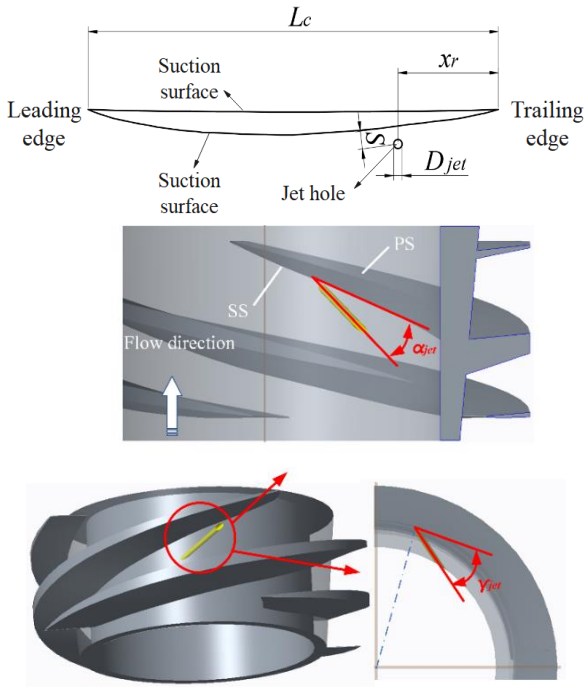 Lc
xr
Suction
surface
Leading
edge
Trailing
edge
S
Djet
Suction
surface
Jet hole
PS
SS
αjet
Flow direction
γjet